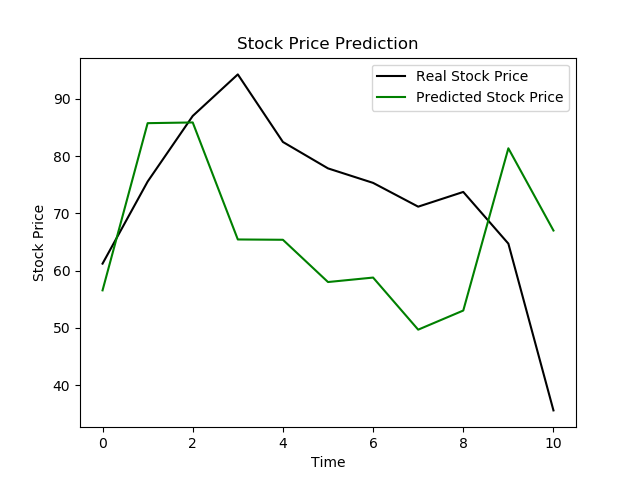 Stock Price Prediction
Real Stock Price
Predicted Stock Price
Stock Price
90
80
70
60
50
40
0 2 4 6 8 10
Time